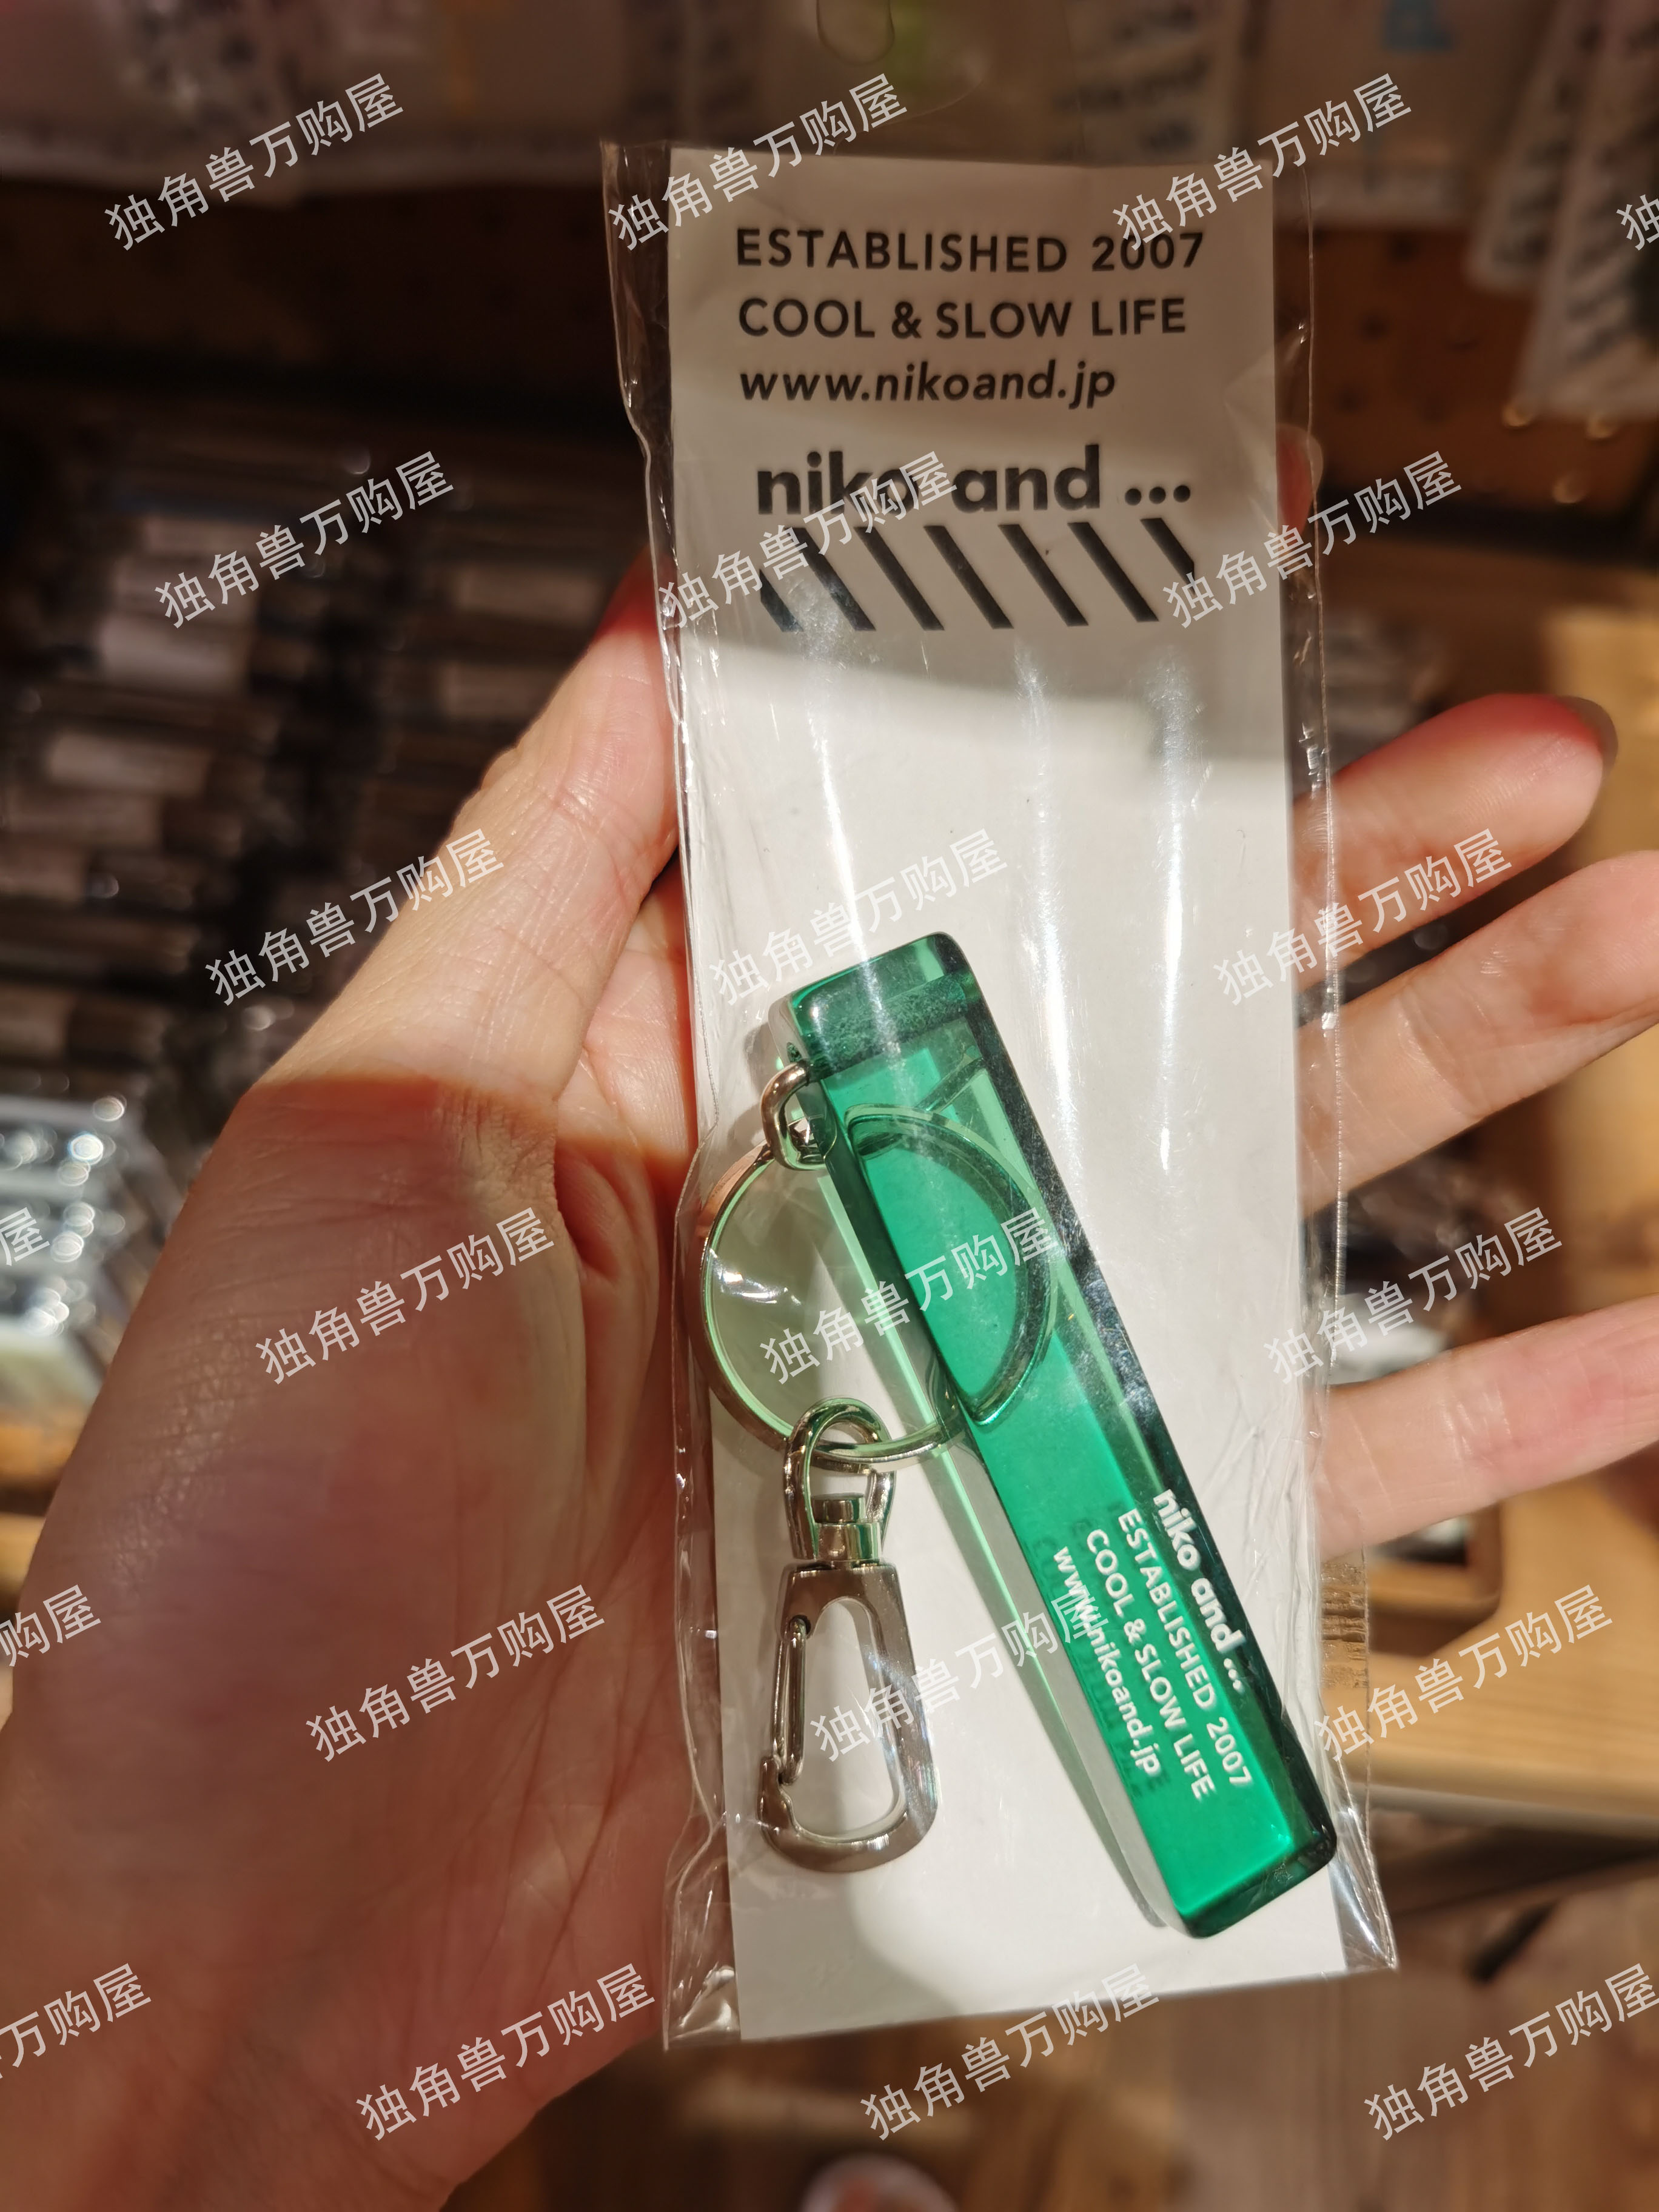 ESTABLISHED 2007
COOL & SLOW LIFE
www.nikoand.jp
niko and ...
niko and ...
ESTABLISHED 2007
COOL & SLOW LIFE
www.nikoand.jp
独角兽万购屋